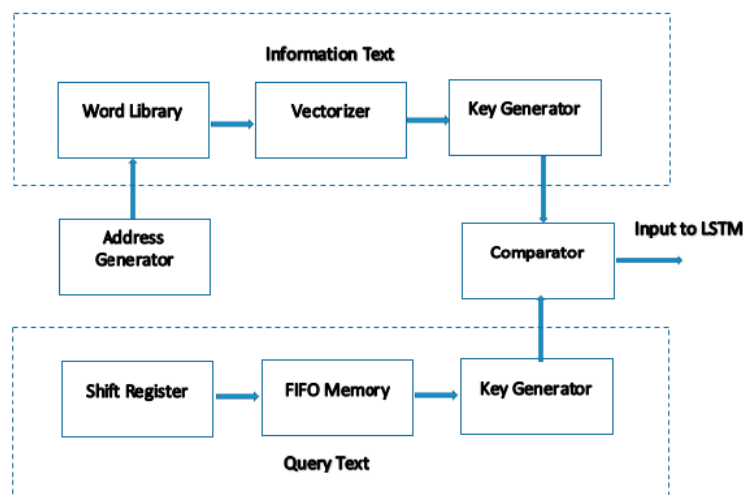 Information Text
Word Library
Vectorizer
Key Generator
Address
Generator
Comparator
Input to LSTM
Shift Register
FIFO Memory
Key Generator
Query Text